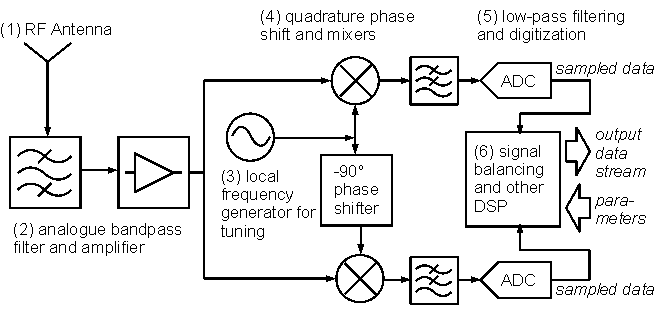 (1) RF Antenna
(4) quadrature phase
shift and mixers
(5) low-pass filtering
and digitization
ADC
sampled data
(3) local
frequency
generator for
tuning
-90°
phase
shifter
(6) signal
balancing
and other
DSP
output
data
stream
para-
meters
(2) analogue bandpass
filter and amplifier
ADC
sampled data